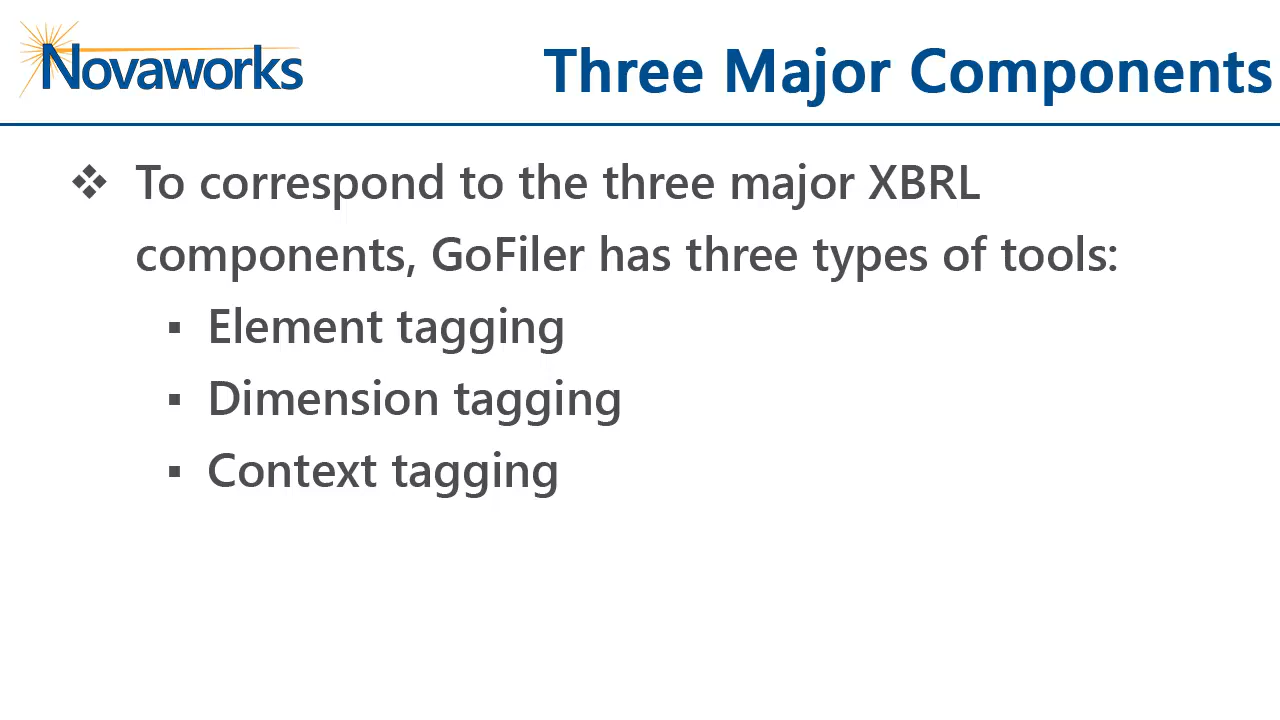 Novaworks
Three Major Components
❖ To correspond to the three major XBRL
components, GoFiler has three types of tools:
▪ Element tagging
▪ Dimension tagging
▪ Context tagging